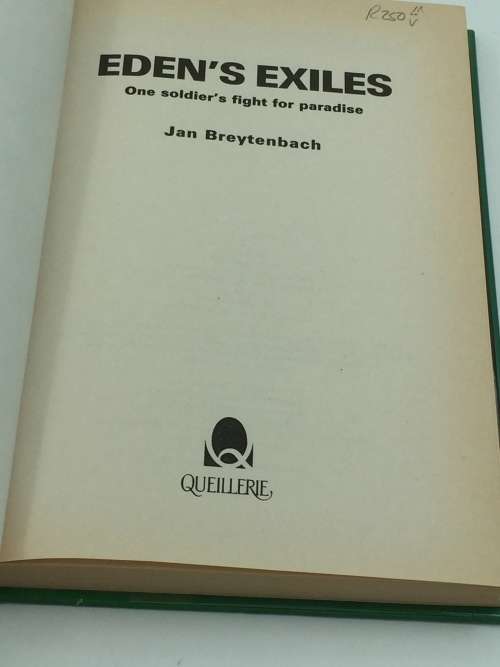 R250
EDEN'S EXILES
One soldier's fight for paradise
Jan Breytenbach
QUEILLERIE